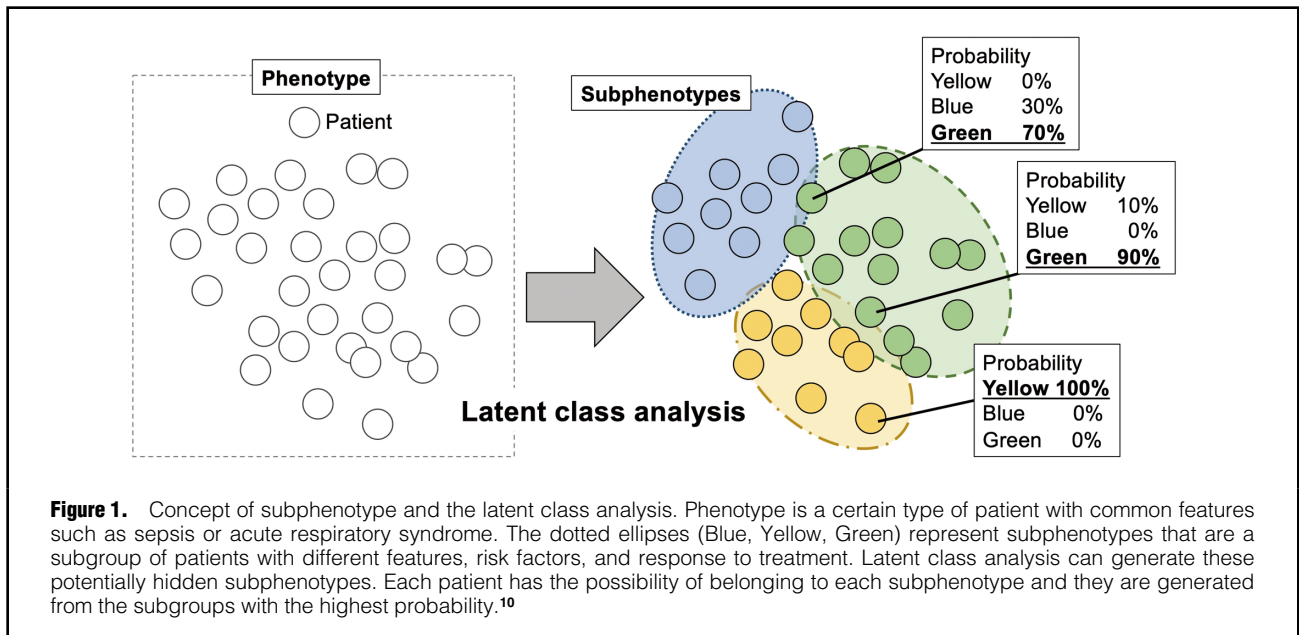 Phenotype
Patient
Subphenotypes
Probability
Yellow 0%
Blue 30%
Green 70%
Probability
Yellow 10%
Blue 0%
Green 90%
Probability
Yellow 100%
Blue 0%
Green 0%
Latent class analysis
Figure 1. Concept of subphenotype and the latent class analysis. Phenotype is a certain type of patient with common features
such as sepsis or acute respiratory syndrome. The dotted ellipses (Blue, Yellow, Green) represent subphenotypes that are a
subgroup of patients with different features, risk factors, and response to treatment. Latent class analysis can generate these
potentially hidden subphenotypes. Each patient has the possibility of belonging to each subphenotype and they are generated
from the subgroups with the highest probability.10